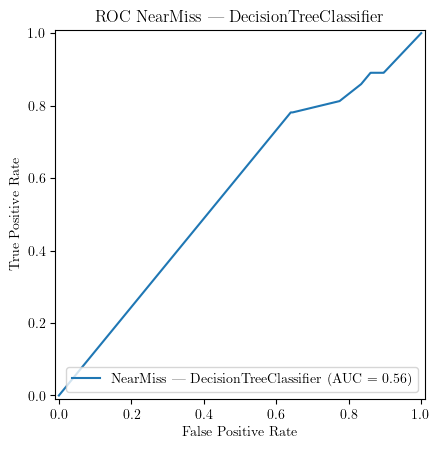 ROC NearMiss — DecisionTreeClassifier
1.0
0.8
0.6
0.4
0.2
0.0
True Positive Rate
NearMiss — DecisionTreeClassifier (AUC = 0.56)
0.0 0.2 0.4 0.6 0.8 1.0
False Positive Rate